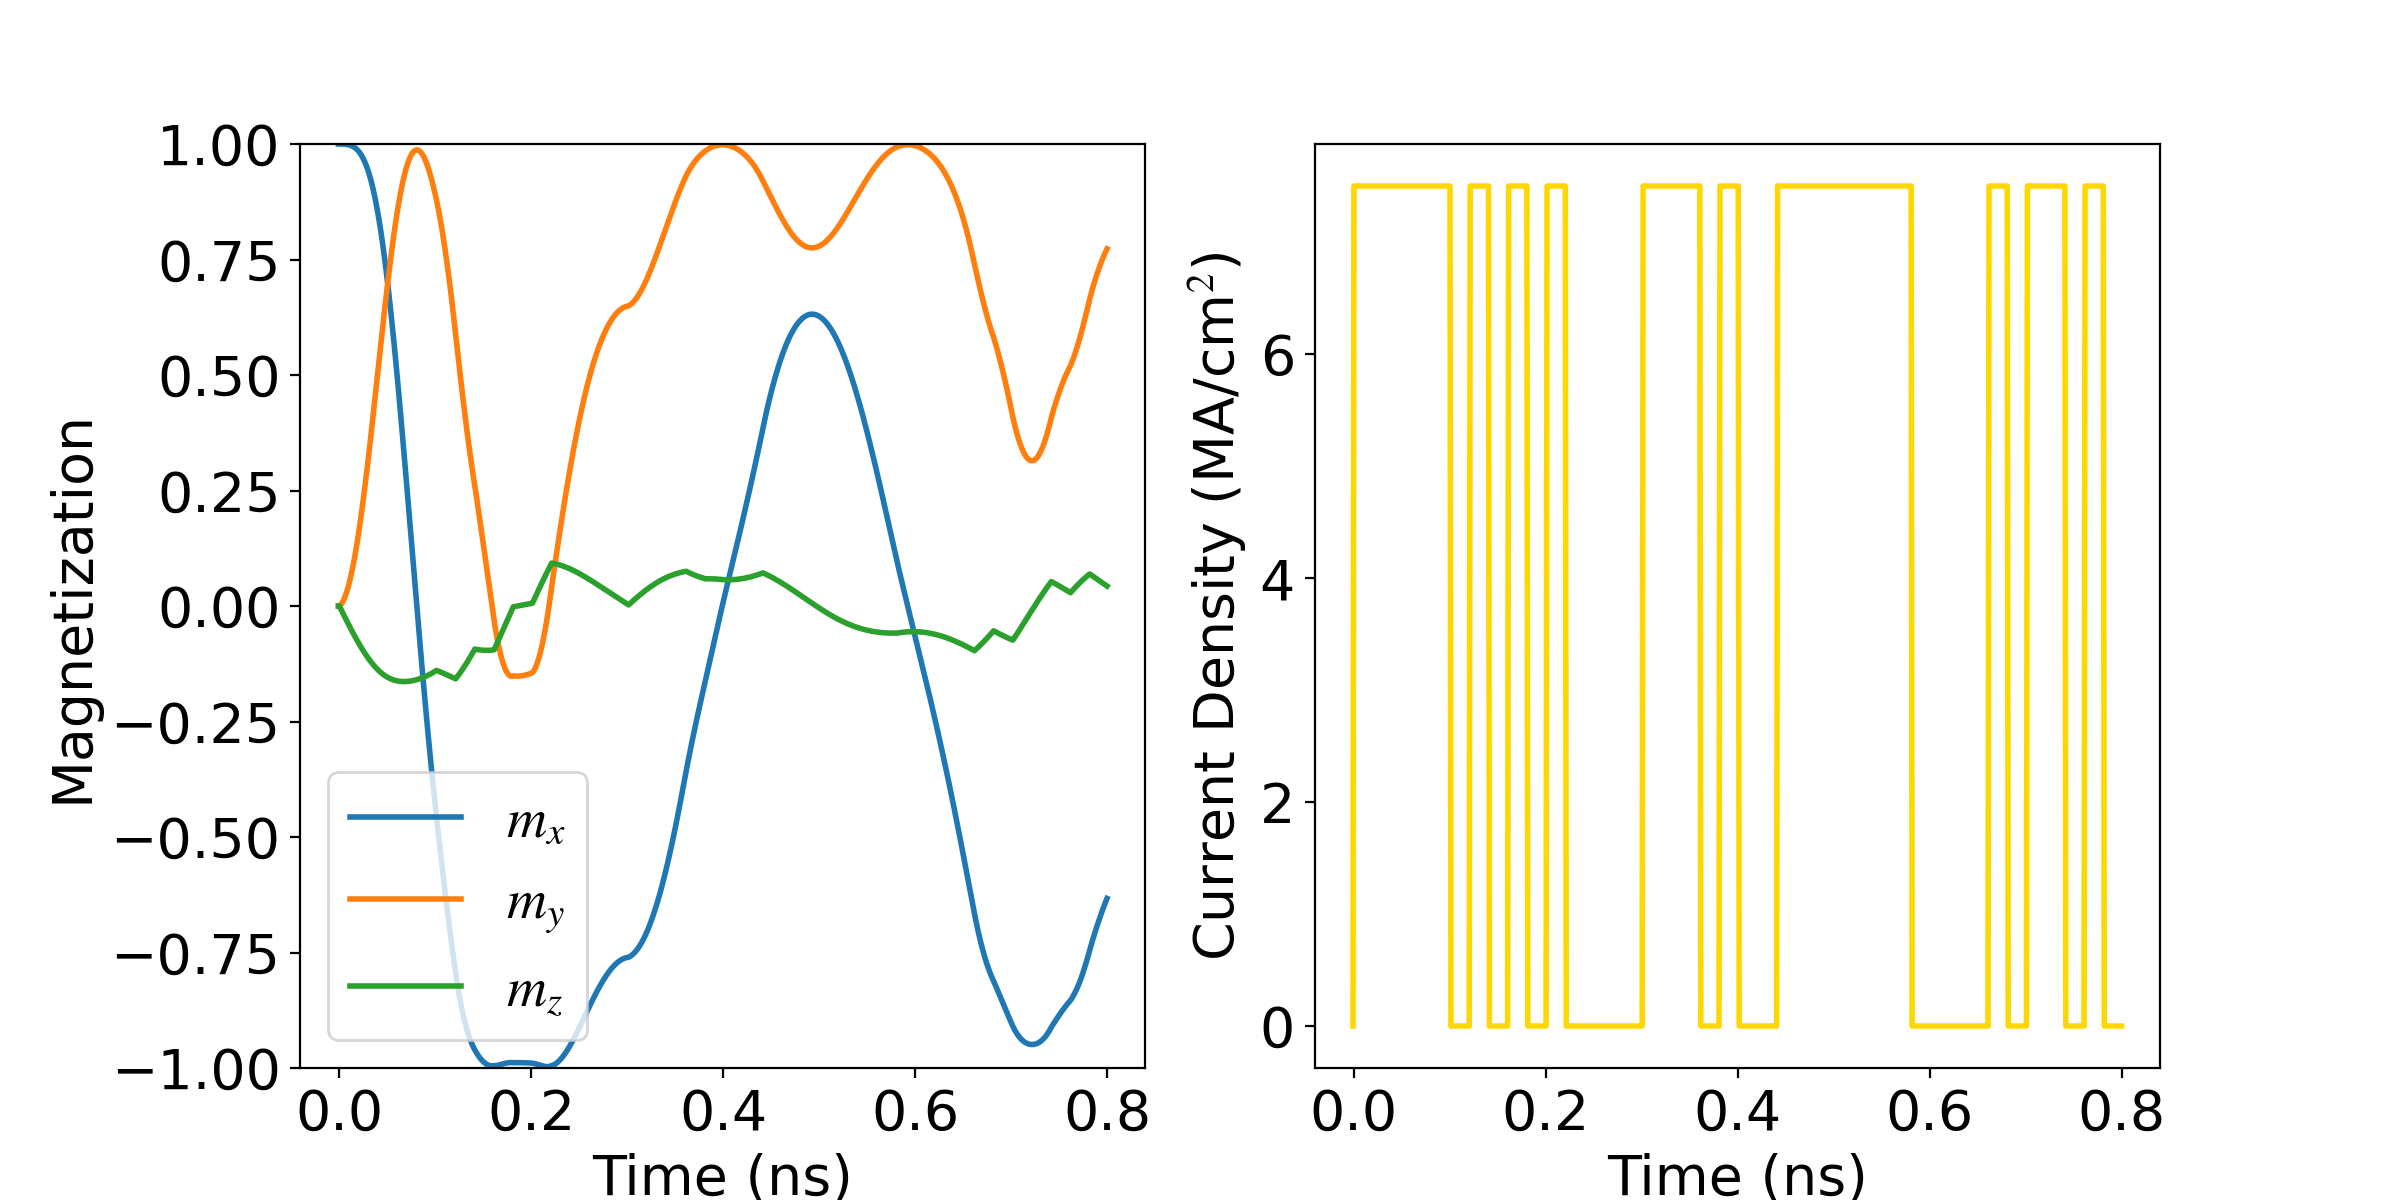 Magnetization
1.00
0.75
0.50
0.25
0.00
−0.25
−0.50
−0.75
−1.00
m_x
m_y
m_z
0.0 0.2 0.4 0.6 0.8
Time (ns)
Current Density (MA/cm²)
6
4
2
0
0.0 0.2 0.4 0.6 0.8
Time (ns)